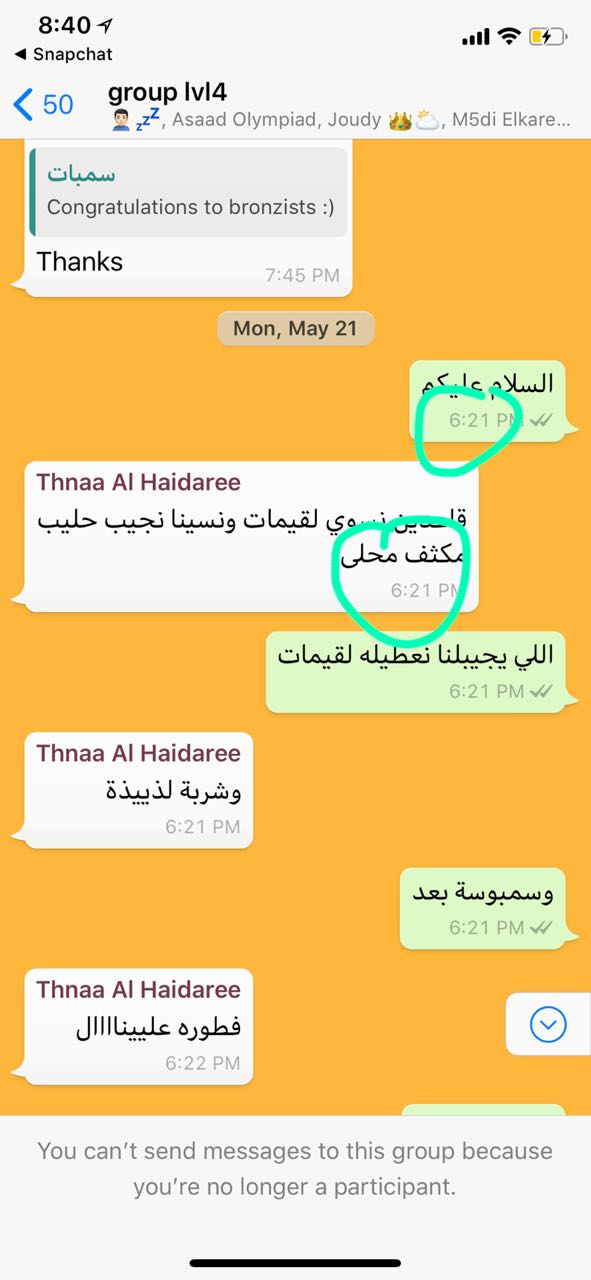 8:40
Snapchat
50
group lvl4
, Asaad Olympiad, Joudy 👑⛅, M5di Elkare...
سمبات
Congratulations to bronzists :)
Thanks
7:45 PM
Mon, May 21
السلام عليكم
6:21 PM
Thnaa Al Haidaree
قاعدين نسوي لقيمات ونسينا نجيب حليب
مكثف محلى
6:21 PM
اللي يجيبلنا نعطيله لقيمات
6:21 PM
Thnaa Al Haidaree
وشربة لذييذة
6:21 PM
وسمبوسة بعد
6:21 PM
Thnaa Al Haidaree
فطوره عليينااااال
6:22 PM
You can’t send messages to this group because
you’re no longer a participant.